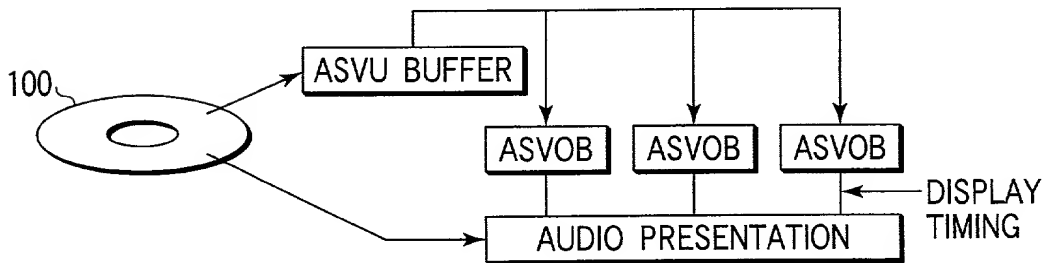 ASVU BUFFER
100
ASVOB ASVOB ASVOB
DISPLAY
TIMING
AUDIO PRESENTATION